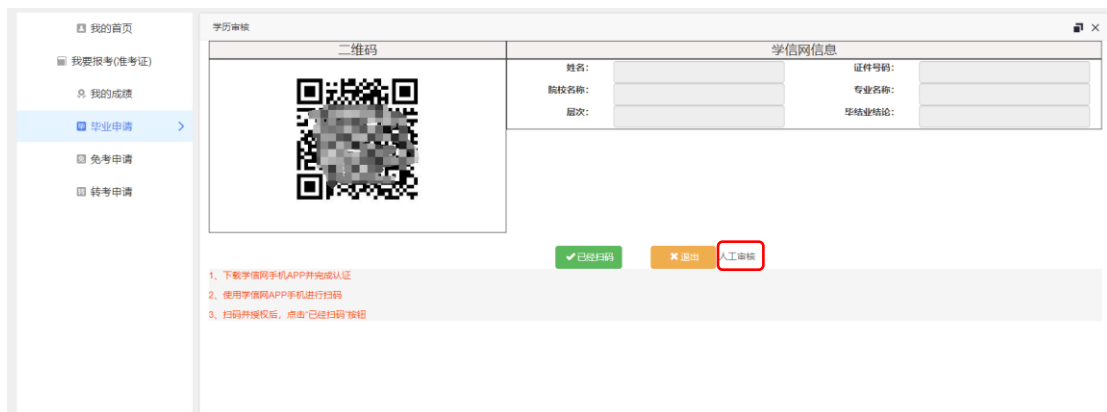 我的首页
我要报考(准考证)
我的成绩
毕业申请
免考申请
转考申请
学历审核
二维码
学信网信息
姓名：
证件号码：
院校名称：
专业名称：
层次：
毕结业结论：
已经扫码
退出
人工审核
1、下载学信网手机APP并完成认证
2、使用学信网APP手机进行扫码
3、扫码并授权后，点击“已经扫码”按钮